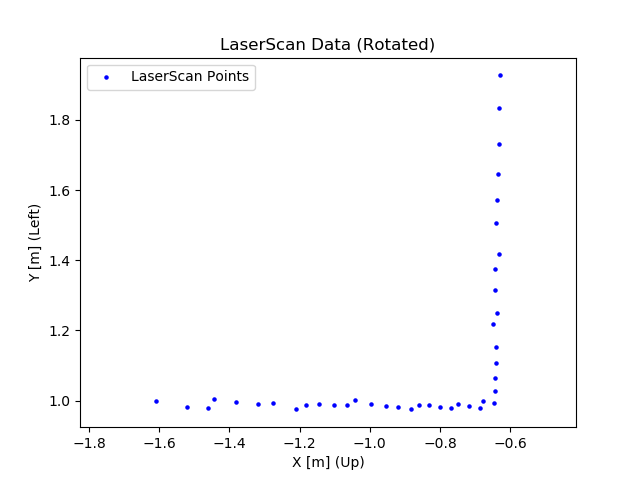 LaserScan Data (Rotated)
LaserScan Points
1.8
1.6
1.4
1.2
1.0
Y [m] (Left)
−1.8 −1.6 −1.4 −1.2 −1.0 −0.8 −0.6
X [m] (Up)